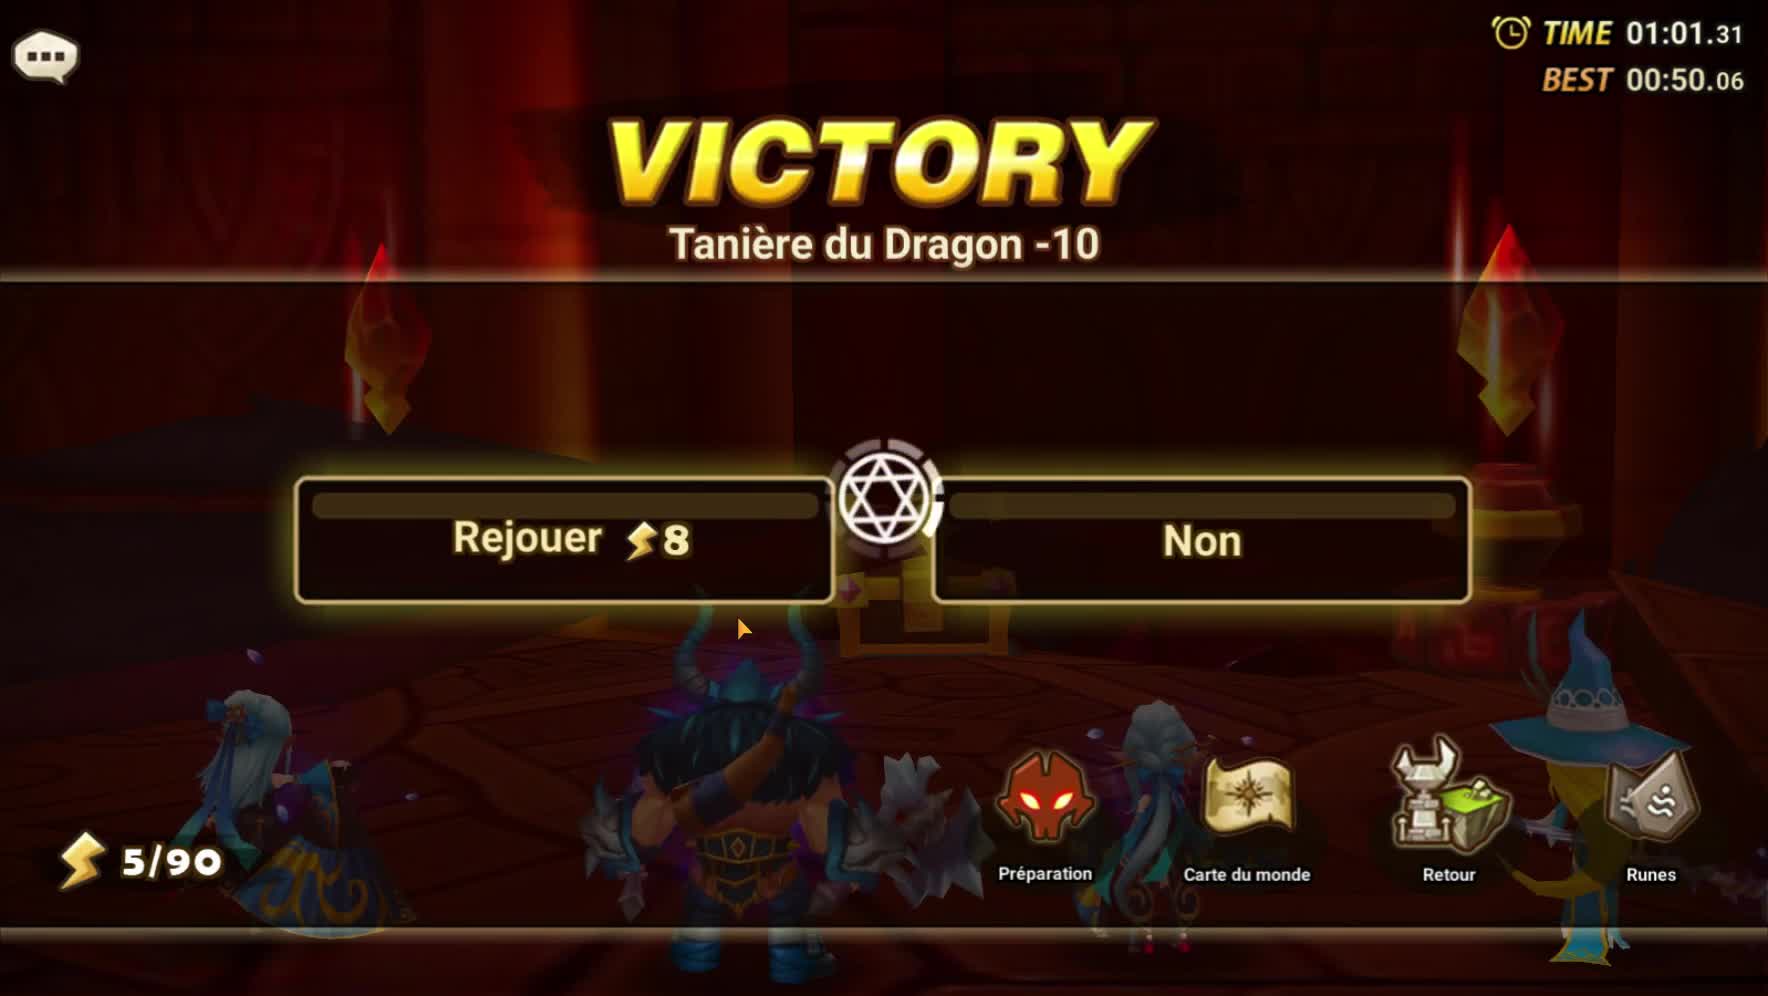 TIME 01:01.31
BEST 00:50.06
VICTORY
Tanière du Dragon -10
Rejouer 8
Non
5/90
Préparation
Carte du monde
Retour
Runes